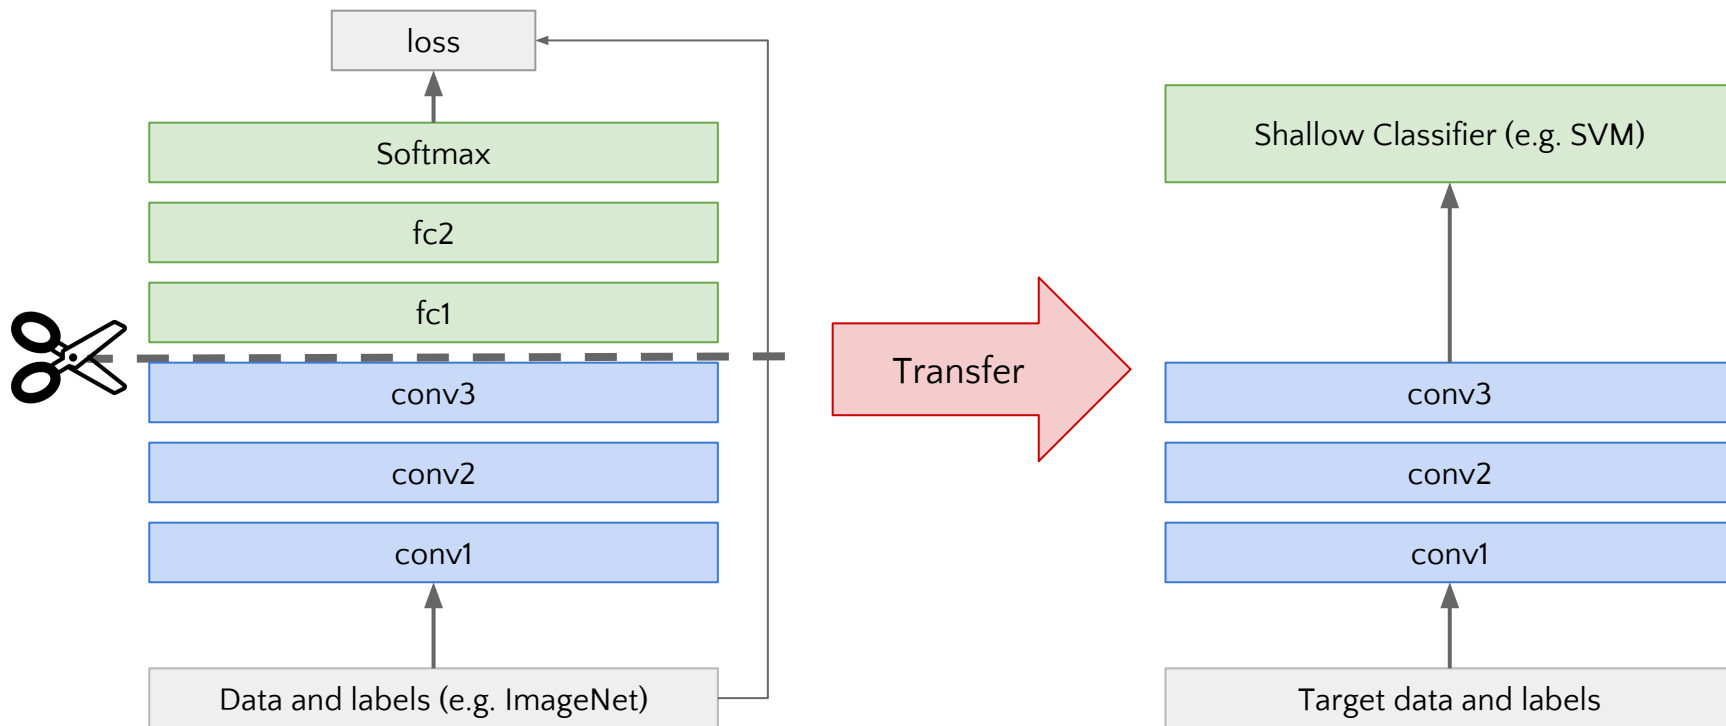 loss
Softmax
fc2
fc1
conv3
conv2
conv1
Data and labels (e.g. ImageNet)
Transfer
Shallow Classifier (e.g. SVM)
conv3
conv2
conv1
Target data and labels